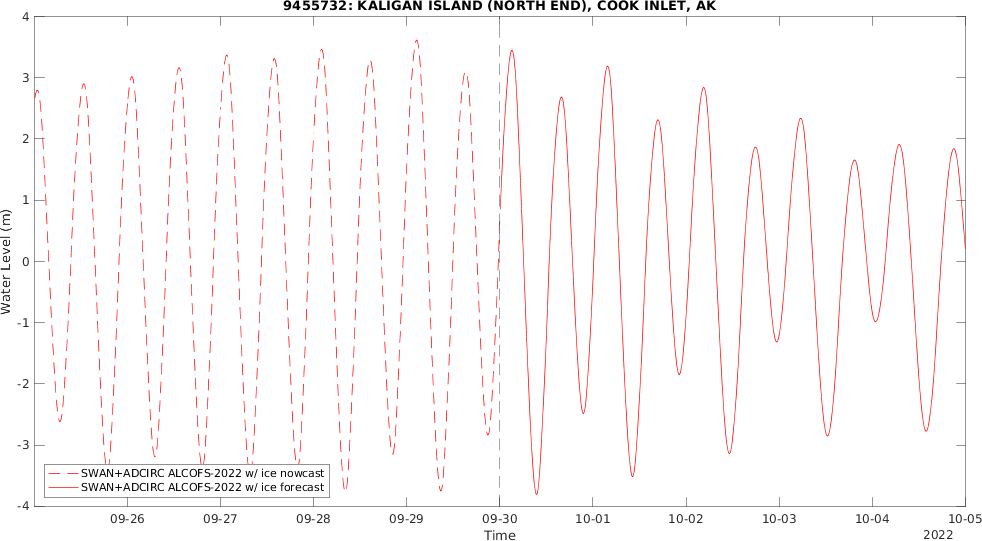 9455732: KALIGAN ISLAND (NORTH END), COOK INLET, AK
4
3
2
1
0
-1
-2
-3
-4
Water Level (m)
SWAN+ADCIRC ALCOFS-2022 w/ ice nowcast
SWAN+ADCIRC ALCOFS-2022 w/ ice forecast
09-26 09-27 09-28 09-29 09-30 10-01 10-02 10-03 10-04 10-05
Time
2022